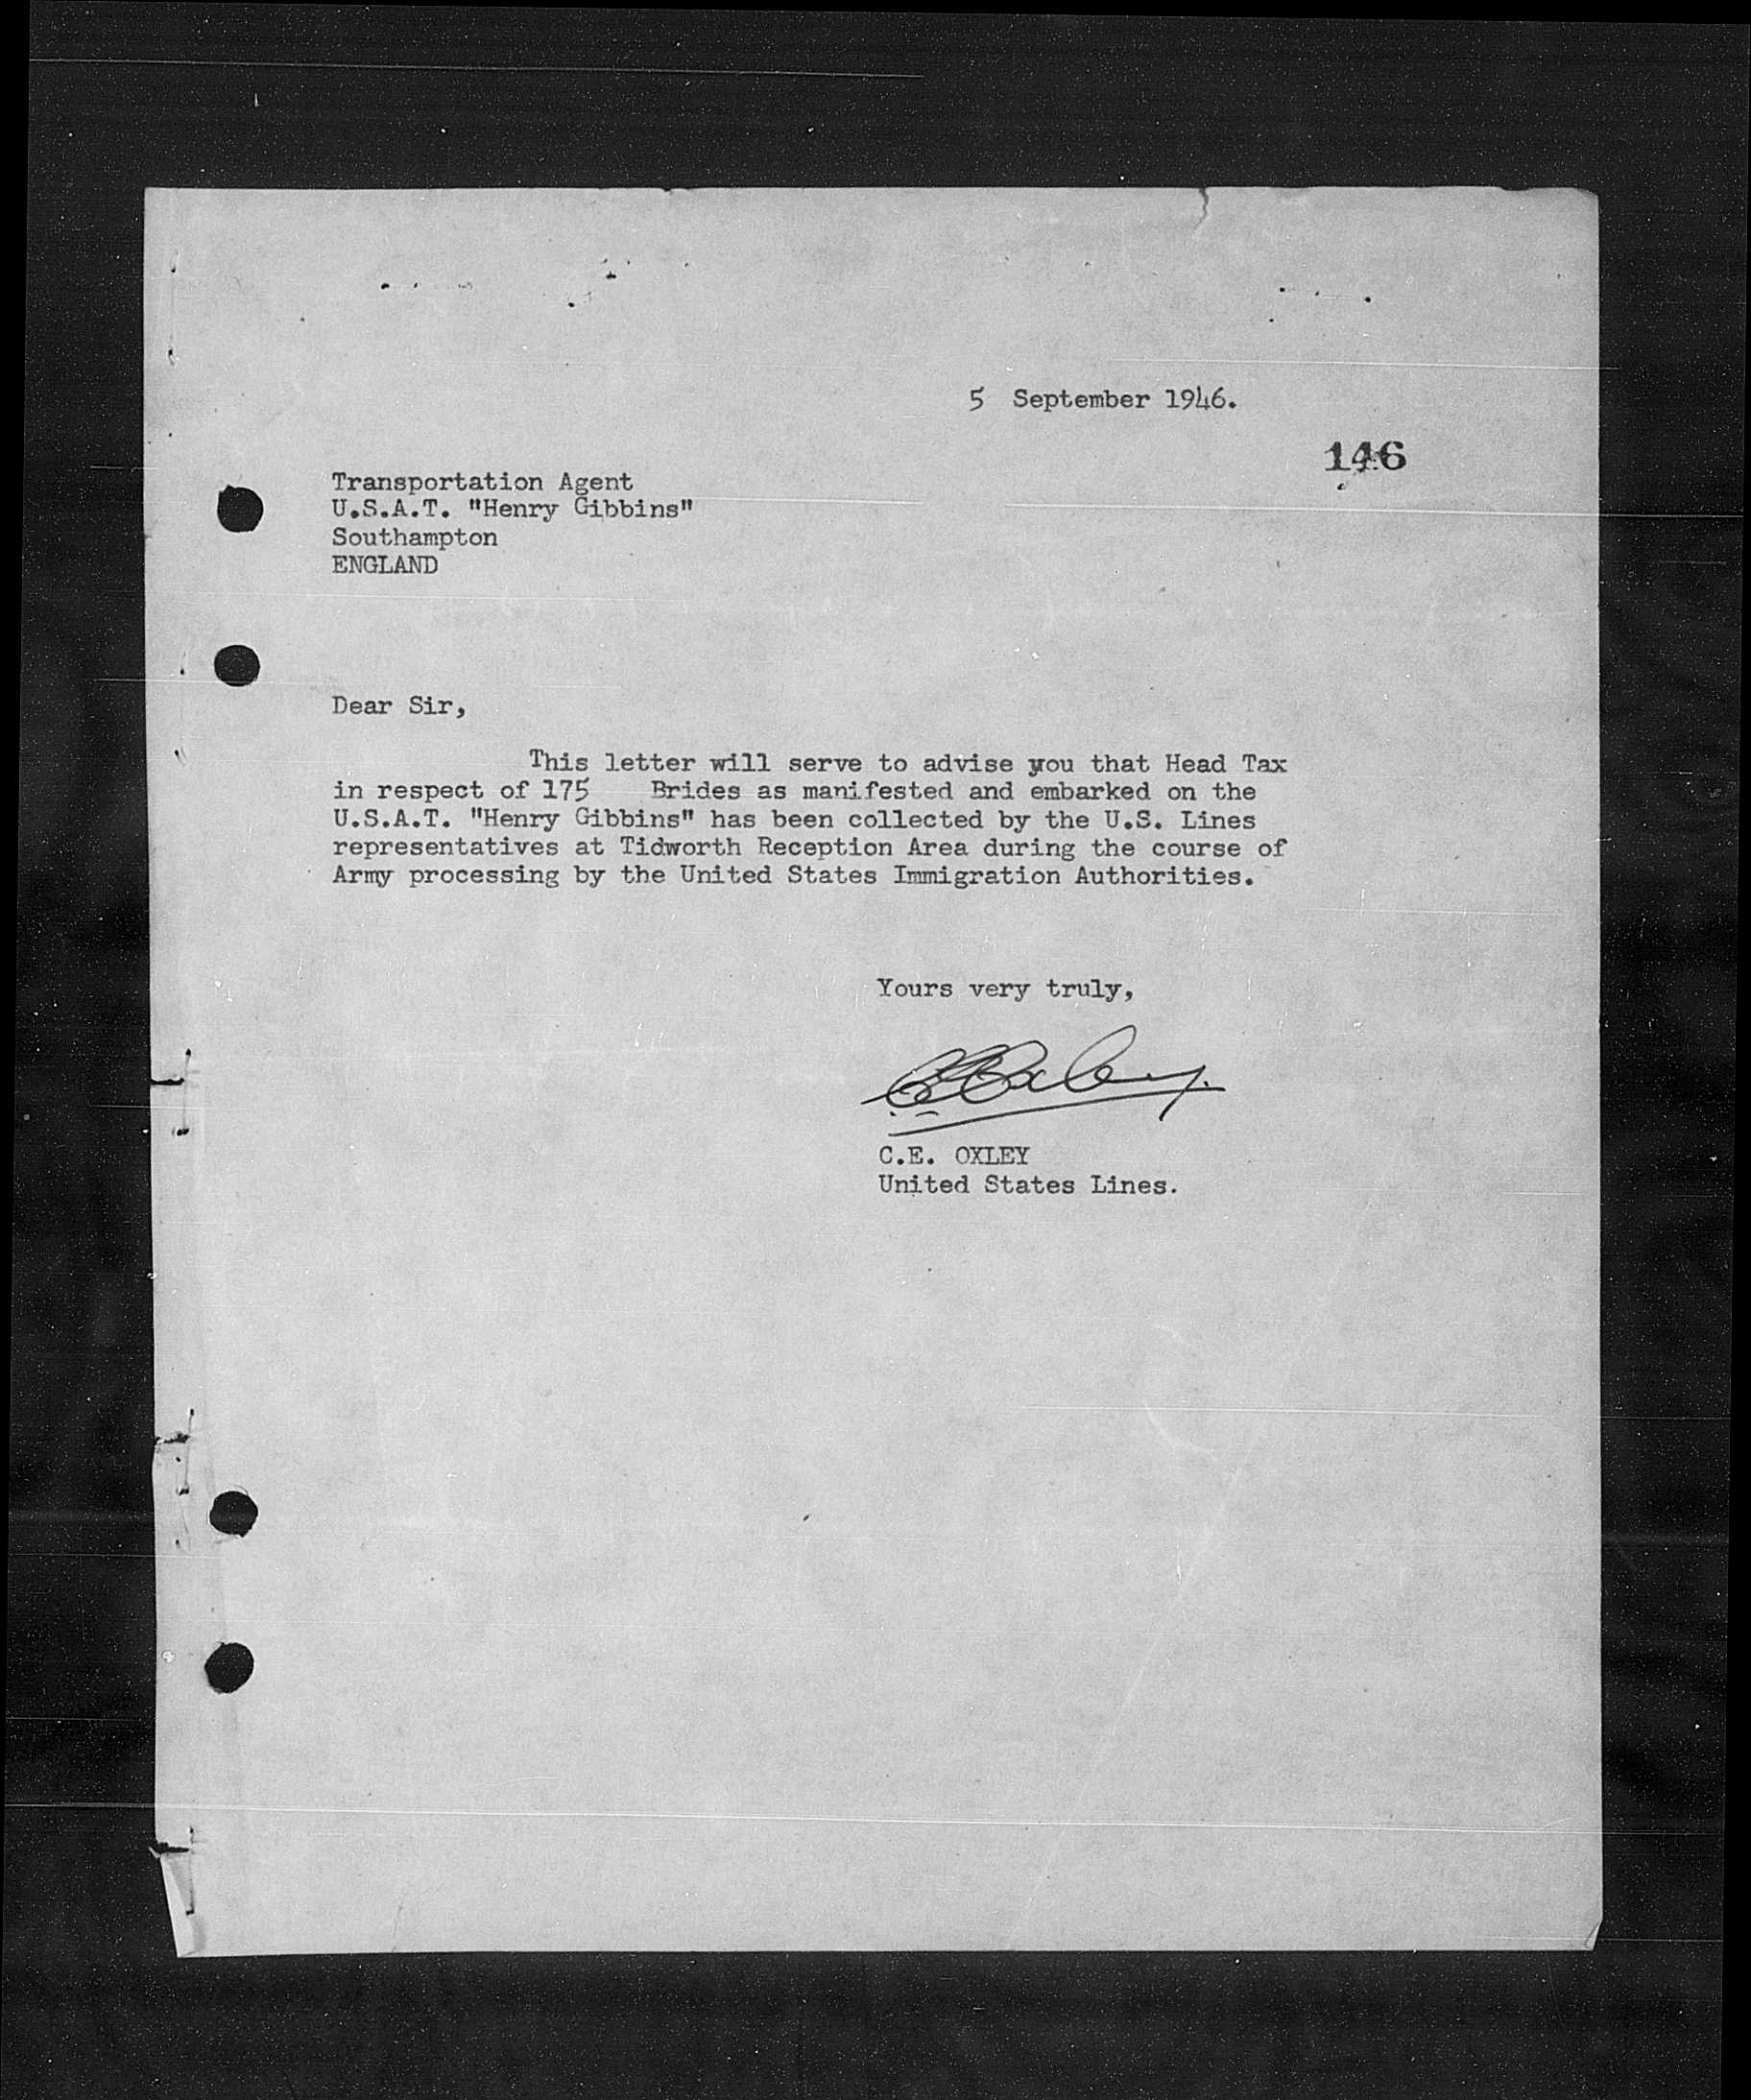 5 September 1946.
146
Transportation Agent
U.S.A.T. "Henry Gibbins"
Southampton
ENGLAND
Dear Sir,
This letter will serve to advise you that Head Tax
in respect of 175 Brides as manifested and embarked on the
U.S.A.T. "Henry Gibbins" has been collected by the U.S. Lines
representatives at Tidworth Reception Area during the course of
Army processing by the United States Immigration Authorities.
Yours very truly,
C E Oxley.
C.E. OXLEY
United States Lines.